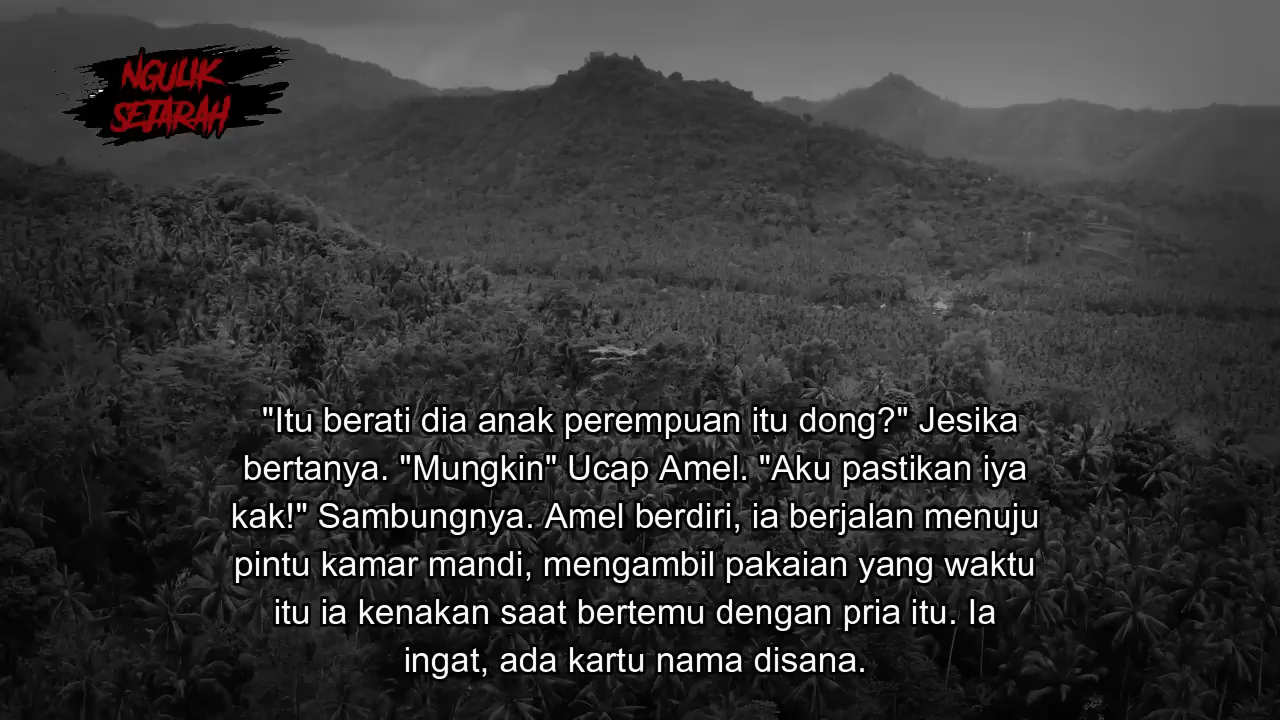 NGULIK
SEJARAH
"Itu berati dia anak perempuan itu dong?" Jesika
bertanya. "Mungkin" Ucap Amel. "Aku pastikan iya
kak!" Sambungnya. Amel berdiri, ia berjalan menuju
pintu kamar mandi, mengambil pakaian yang waktu
itu ia kenakan saat bertemu dengan pria itu. Ia
ingat, ada kartu nama disana.